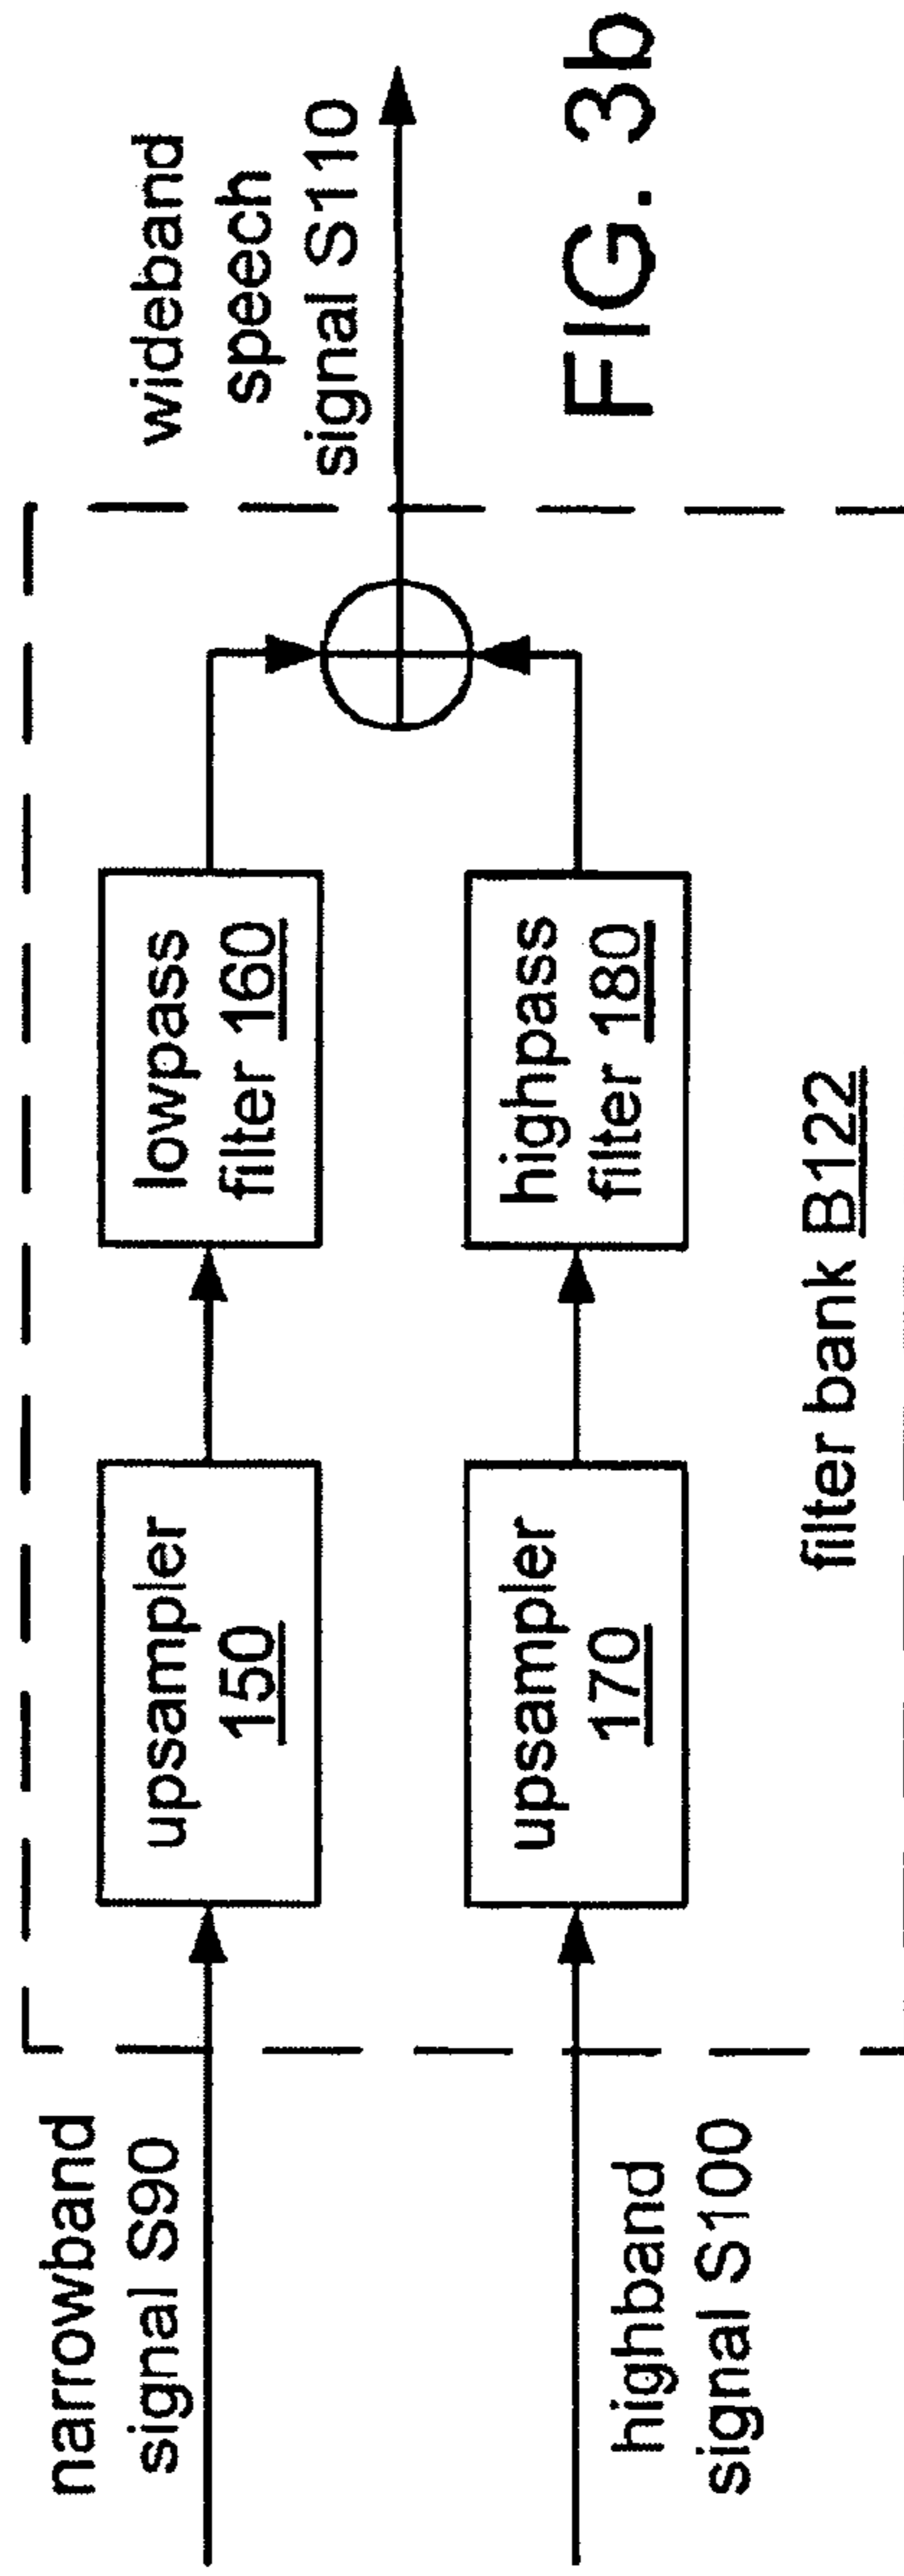 narrowband
signal S90
upsampler
150
lowpass
filter 160
wideband
speech
signal S110
highband
signal S100
upsampler
170
highpass
filter 180
filter bank B122
FIG. 3b